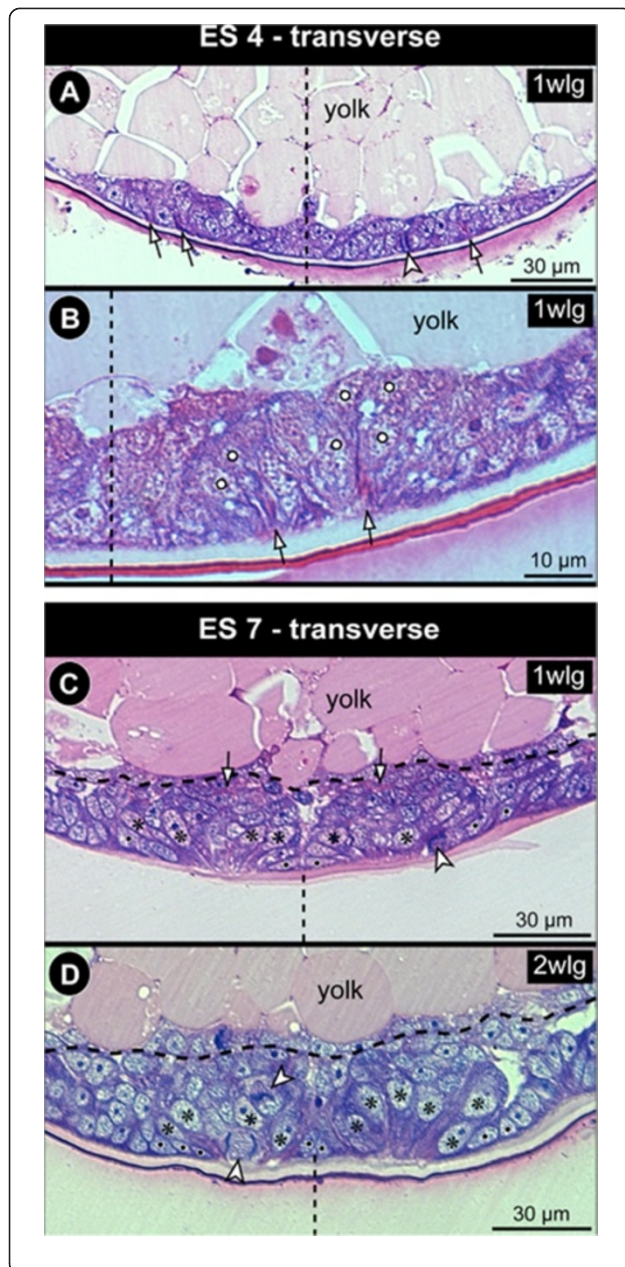 ES 4 - transverse
A
1wlg
yolk
30 µm
B
1wlg
yolk
10 µm
ES 7 - transverse
C
1wlg
yolk
30 µm
D
2wlg
yolk
30 µm